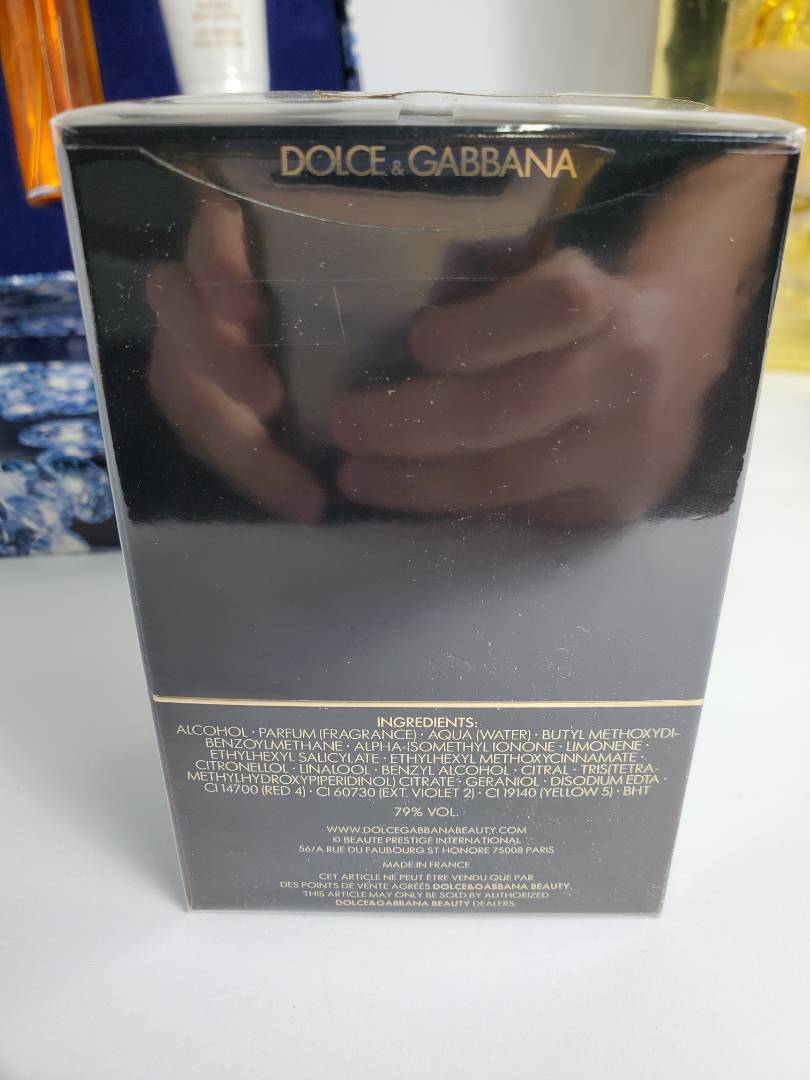 DOLCE & GABBANA
INGREDIENTS:
ALCOHOL · PARFUM (FRAGRANCE) · AQUA (WATER) · BUTYL METHOXYDI-
BENZOYLMETHANE · ALPHA-ISOMETHYL IONONE · LIMONENE ·
ETHYLHEXYL SALICYLATE · ETHYLHEXYL METHOXYCINNAMATE ·
CITRONELLOL · LINALOOL · BENZYL ALCOHOL · CITRAL · TRIS(TETRA-
METHYLHYDROXYPIPERIDINOL) CITRATE · GERANIOL · DISODIUM EDTA ·
CI 14700 (RED 4) · CI 60730 (EXT. VIOLET 2) · CI 19140 (YELLOW 5) · BHT
79% VOL.
WWW.DOLCEGABBANABEAUTY.COM
© BEAUTE PRESTIGE INTERNATIONAL
56/A RUE DU FAUBOURG ST HONORE 75008 PARIS
MADE IN FRANCE
CET ARTICLE NE PEUT ÊTRE VENDU QUE PAR
DES POINTS DE VENTE AGRÉÉS DOLCE&GABBANA BEAUTY.
THIS ARTICLE MAY ONLY BE SOLD BY AUTHORIZED
DOLCE&GABBANA BEAUTY DEALERS.